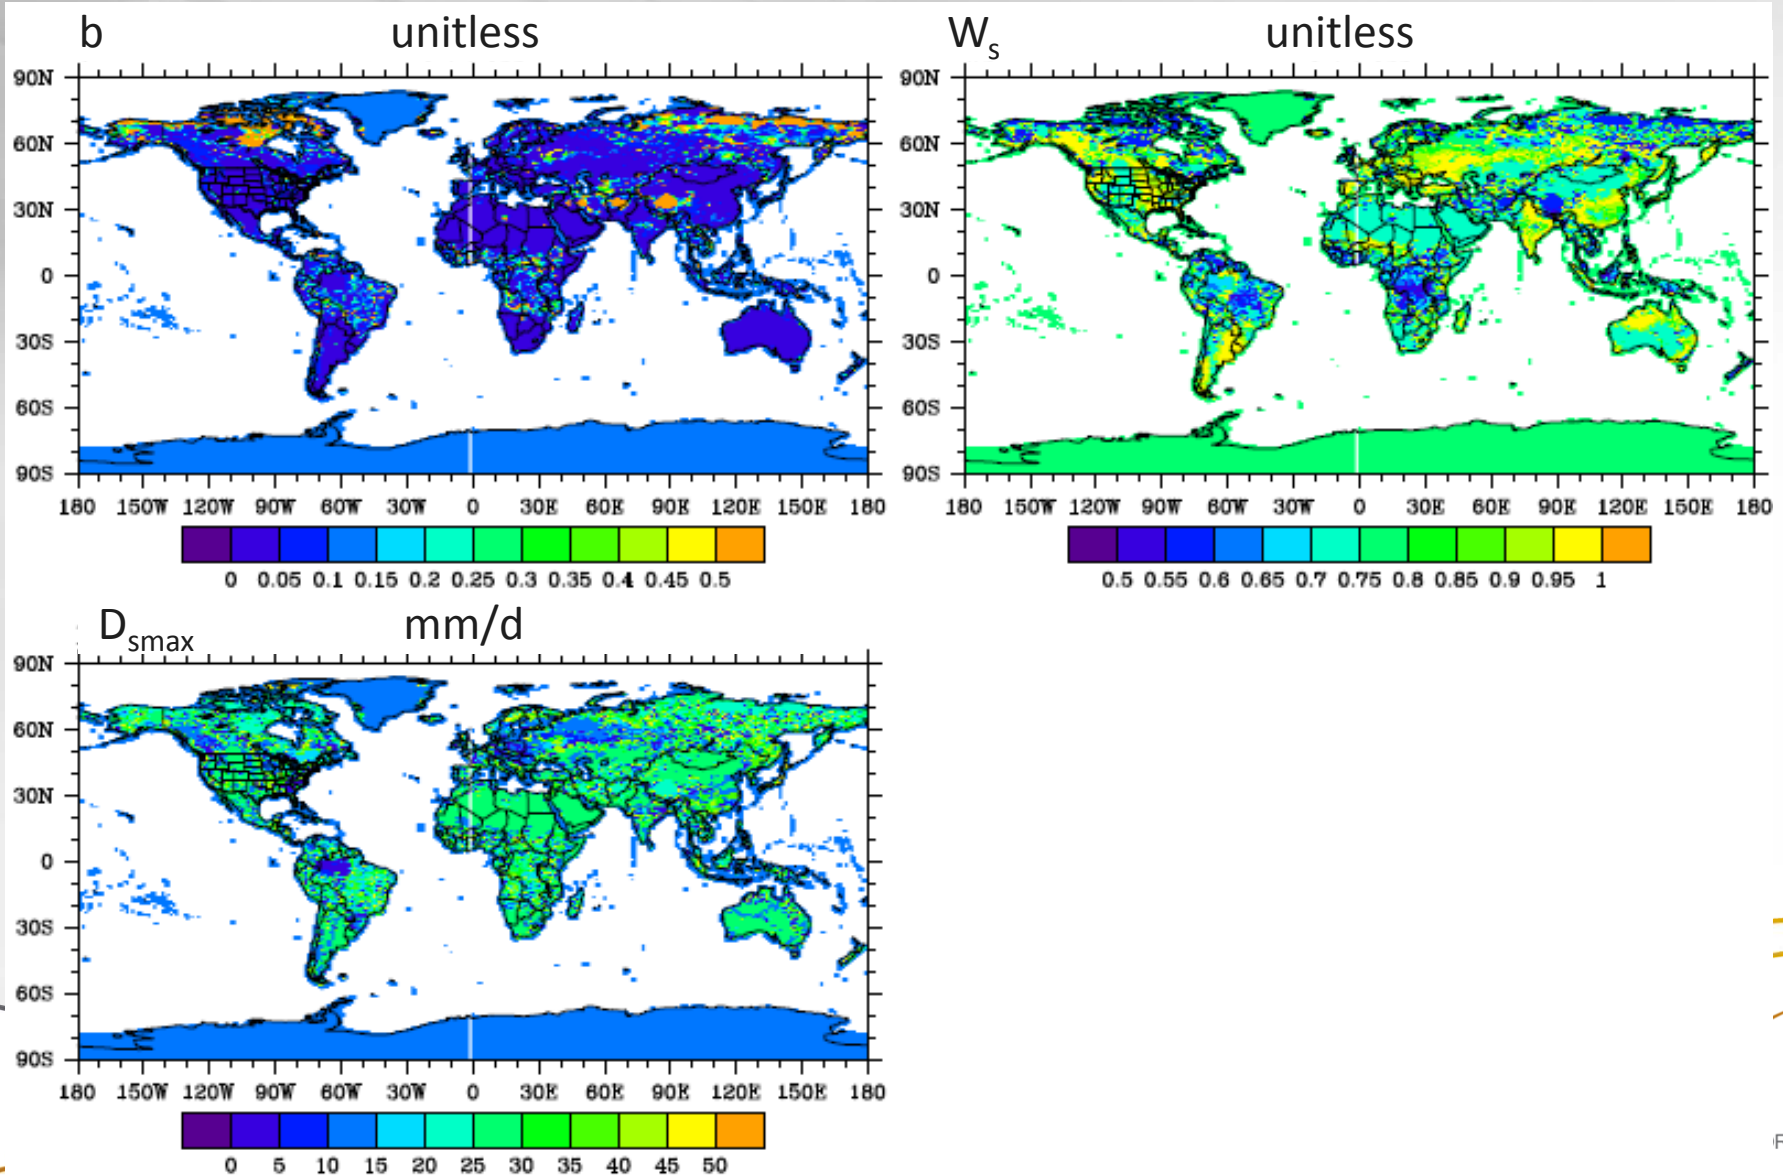 b unitless
90N
60N
30N
0
30S
60S
90S
180 150W 120W 90W 60W 30W 0 30E 60E 90E 120E 150E 180
0 0.05 0.1 0.15 0.2 0.25 0.3 0.35 0.4 0.45 0.5
Ws unitless
90N
60N
30N
0
30S
60S
90S
180 150W 120W 90W 60W 30W 0 30E 60E 90E 120E 150E 180
0.5 0.55 0.6 0.65 0.7 0.75 0.8 0.85 0.9 0.95 1
Dsmax mm/d
90N
60N
30N
0
30S
60S
90S
180 150W 120W 90W 60W 30W 0 30E 60E 90E 120E 150E 180
0 5 10 15 20 25 30 35 40 45 50